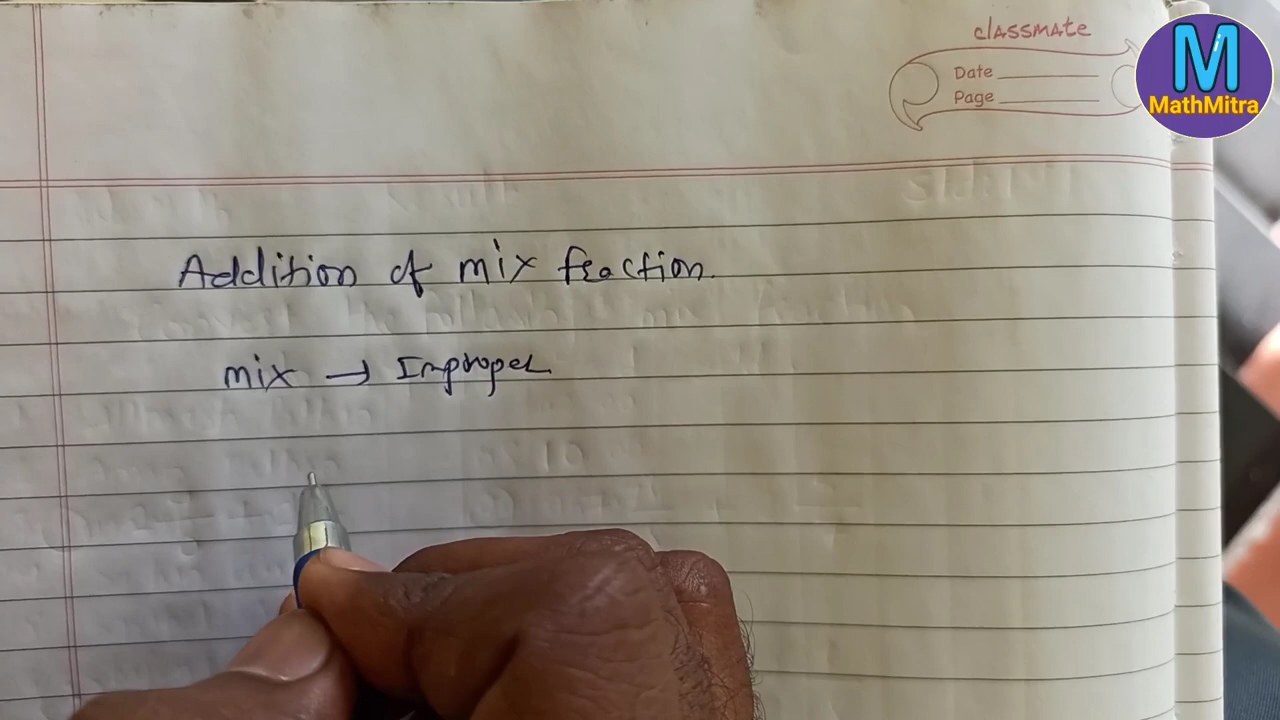 classmate
Date
Page
M
MathMitra
Addition of mix fraction.
mix → Improper